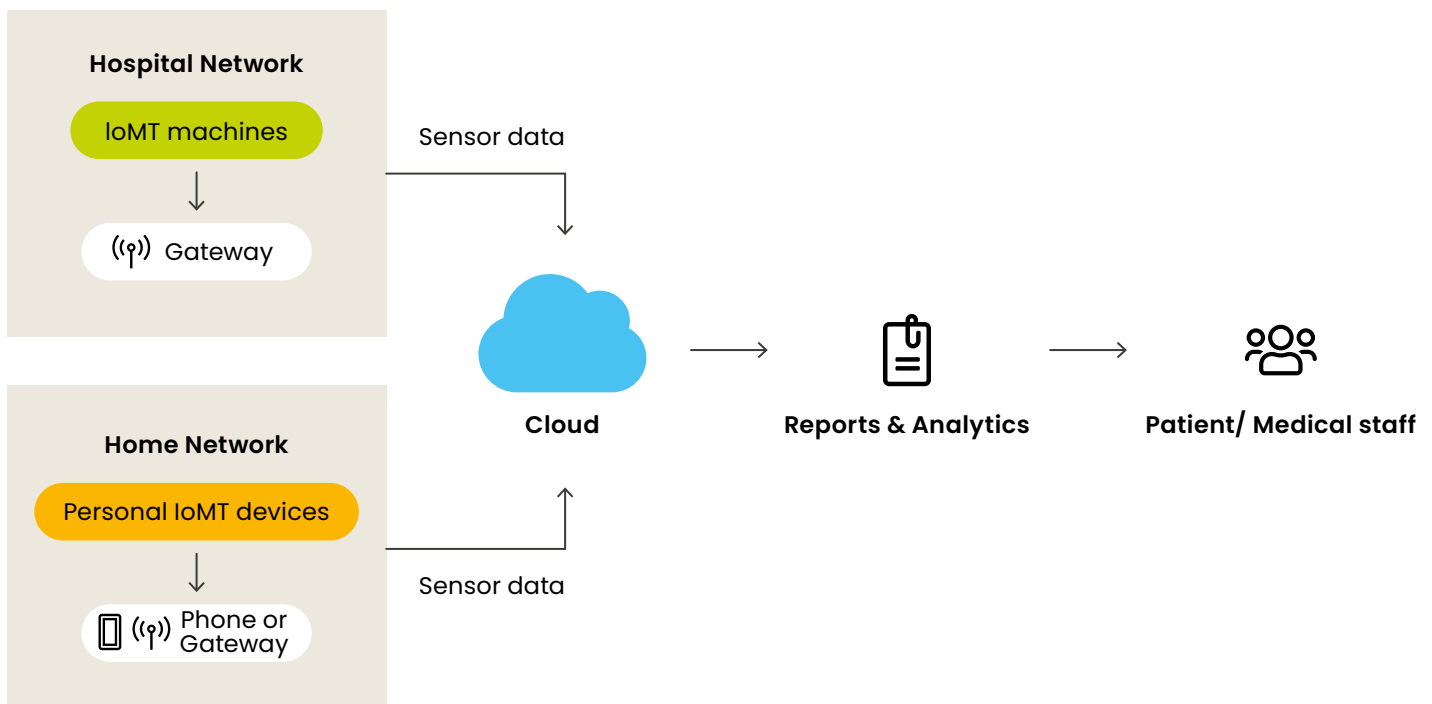 Hospital Network
IoMT machines
Gateway
Sensor data
Cloud
Reports & Analytics
Patient/ Medical staff
Home Network
Personal IoMT devices
Phone or
Gateway
Sensor data